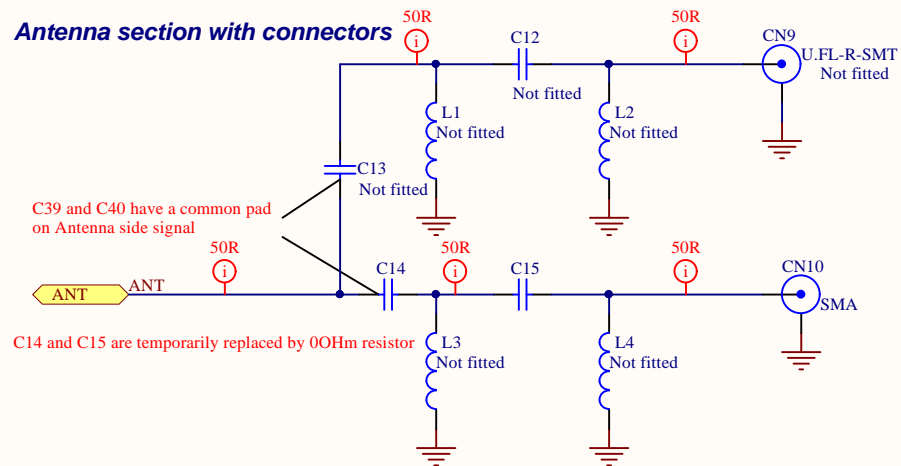 Antenna section with connectors
50R
i
C12
Not fitted
50R
i
CN9
U.FL-R-SMT
Not fitted
L1
Not fitted
L2
Not fitted
C13
Not fitted
C39 and C40 have a common pad
on Antenna side signal
50R
i
ANT
ANT
C14
50R
i
C15
50R
i
CN10
SMA
C14 and C15 are temporarily replaced by 0OHm resistor
L3
Not fitted
L4
Not fitted